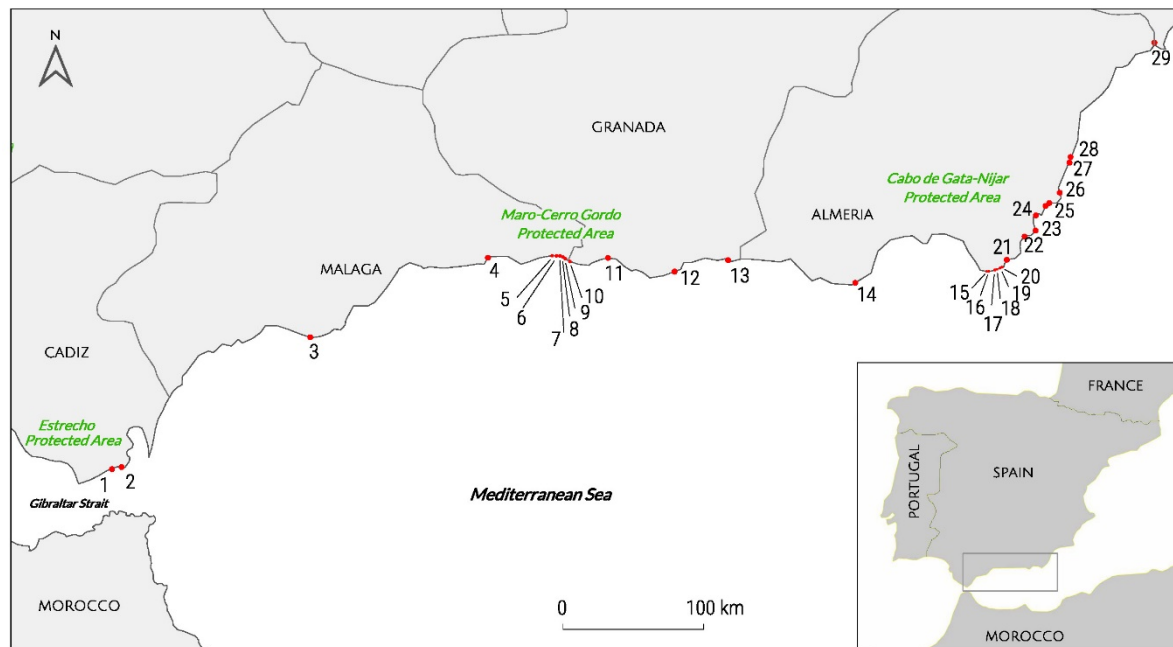 N
29
GRANADA
28
27
Cabo de Gata-Nijar
Protected Area
26
25
24
Maro-Cerro Gordo
Protected Area
ALMERIA
23
22
21
MALAGA
4
11
12
13
14
20
19
18
17
16
15
10
9
8
7
6
5
3
CADIZ
Estrecho
Protected Area
1
2
Gibraltar Strait
Mediterranean Sea
MOROCCO
0
100 km
FRANCE
PORTUGAL
SPAIN
MOROCCO